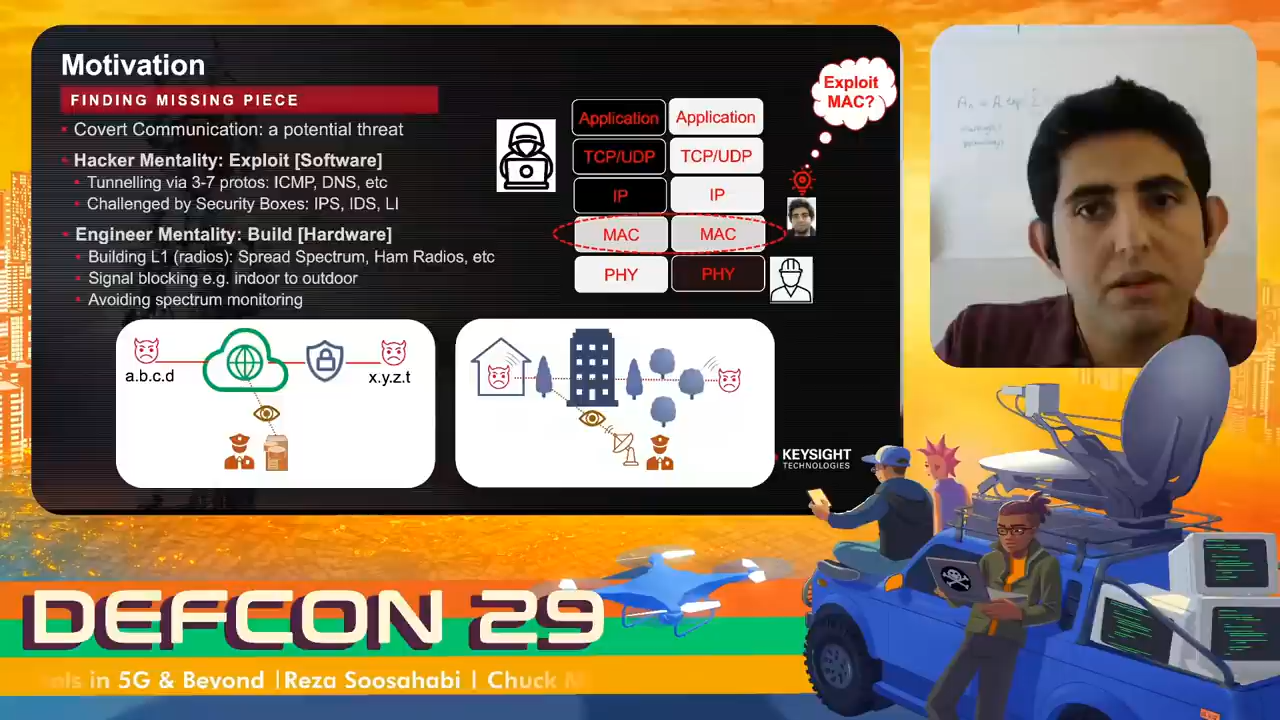 Motivation
FINDING MISSING PIECE
Covert Communication: a potential threat
Hacker Mentality: Exploit [Software]
Tunnelling via 3-7 protos: ICMP, DNS, etc
Challenged by Security Boxes: IPS, IDS, LI
Engineer Mentality: Build [Hardware]
Building L1 (radios): Spread Spectrum, Ham Radios, etc
Signal blocking e.g. indoor to outdoor
Avoiding spectrum monitoring
Exploit
MAC?
Application Application
TCP/UDP TCP/UDP
IP IP
MAC MAC
PHY PHY
a.b.c.d
x.y.z.t
KEYSIGHT
TECHNOLOGIES
DEFCON 29
in 5G & Beyond | Reza Soosahabi | Chuck